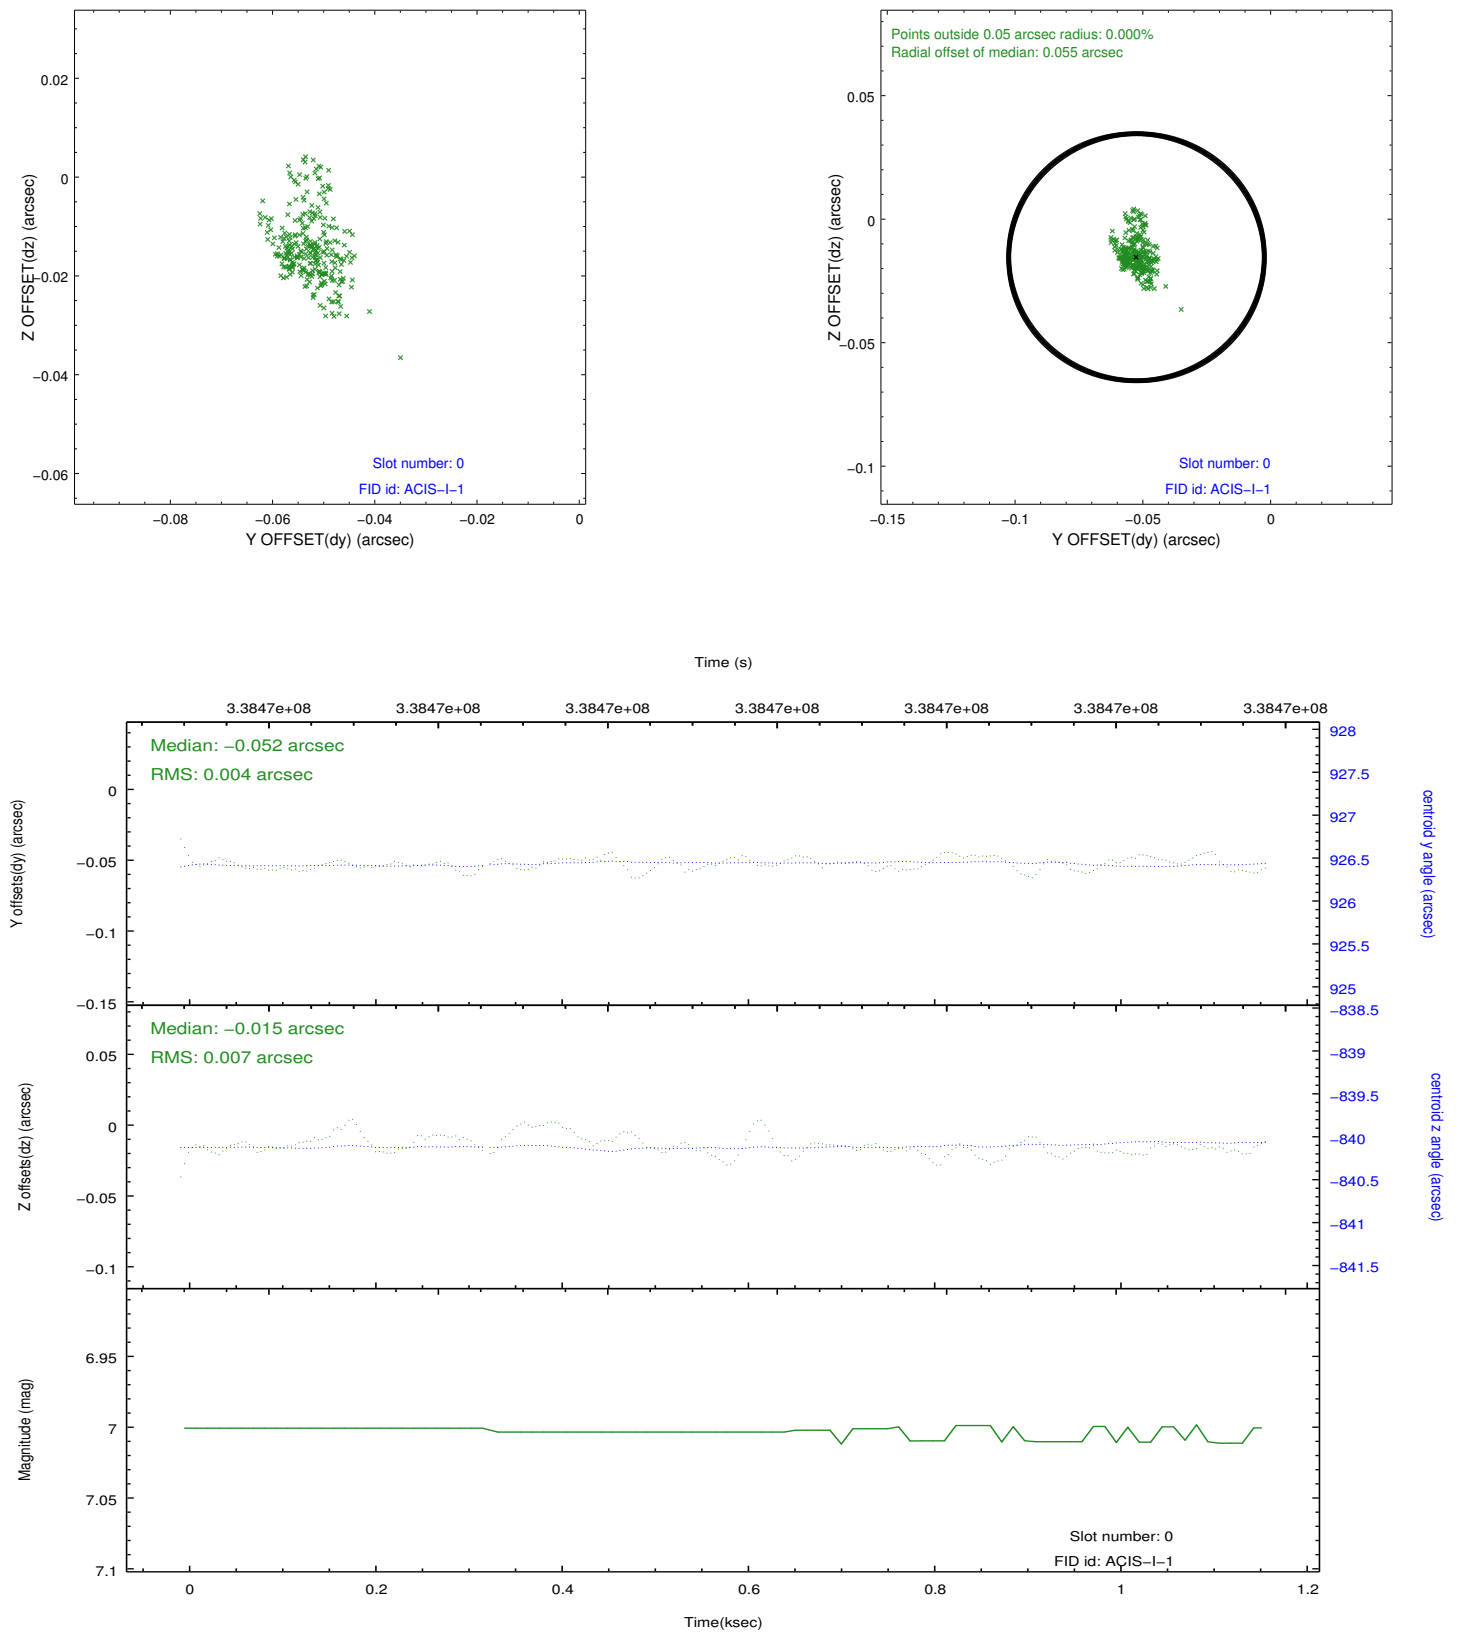 0.02
0
−0.02
−0.04
−0.06
Z OFFSET(dz) (arcsec)
Slot number: 0
FID id: ACIS−I−1
−0.08
−0.06
−0.04
−0.02
0
Y OFFSET(dy) (arcsec)
Points outside 0.05 arcsec radius: 0.000%
Radial offset of median: 0.055 arcsec
0.05
0
−0.05
−0.1
Z OFFSET(dz) (arcsec)
Slot number: 0
FID id: ACIS−I−1
−0.15
−0.1
−0.05
0
Y OFFSET(dy) (arcsec)
Time (s)
3.3847e+08
3.3847e+08
3.3847e+08
3.3847e+08
3.3847e+08
3.3847e+08
3.3847e+08
Median: −0.052 arcsec
RMS: 0.004 arcsec
0
−0.05
−0.1
−0.15
Y offsets(dy) (arcsec)
928
927.5
927
926.5
926
925.5
925
centroid y angle (arcsec)
Median: −0.015 arcsec
RMS: 0.007 arcsec
0.05
0
−0.05
−0.1
Z offsets(dz) (arcsec)
−838.5
−839
−839.5
−840
−840.5
−841
−841.5
centroid z angle (arcsec)
6.95
7
7.05
7.1
Magnitude (mag)
Slot number: 0
FID id: ACIS−I−1
0
0.2
0.4
0.6
0.8
1
1.2
Time(ksec)